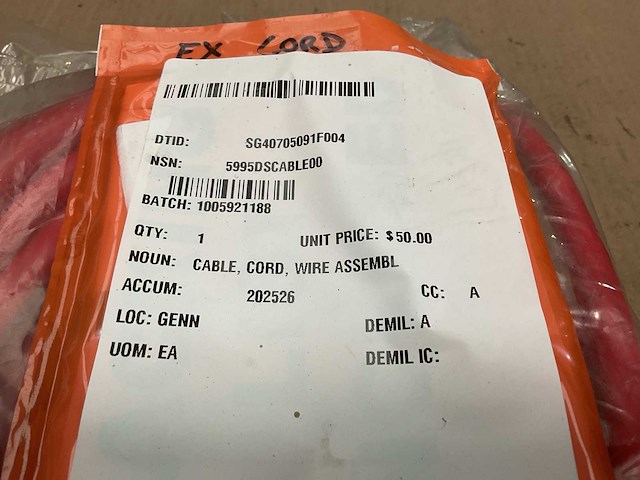 EX CORD
DTID: SG40705091F004
NSN: 5995DSCABLE00
BATCH: 1005921188
QTY: 1 UNIT PRICE: $50.00
NOUN: CABLE, CORD, WIRE ASSEMBL
ACCUM: 202526 CC: A
LOC: GENN DEMIL: A
UOM: EA DEMIL IC: